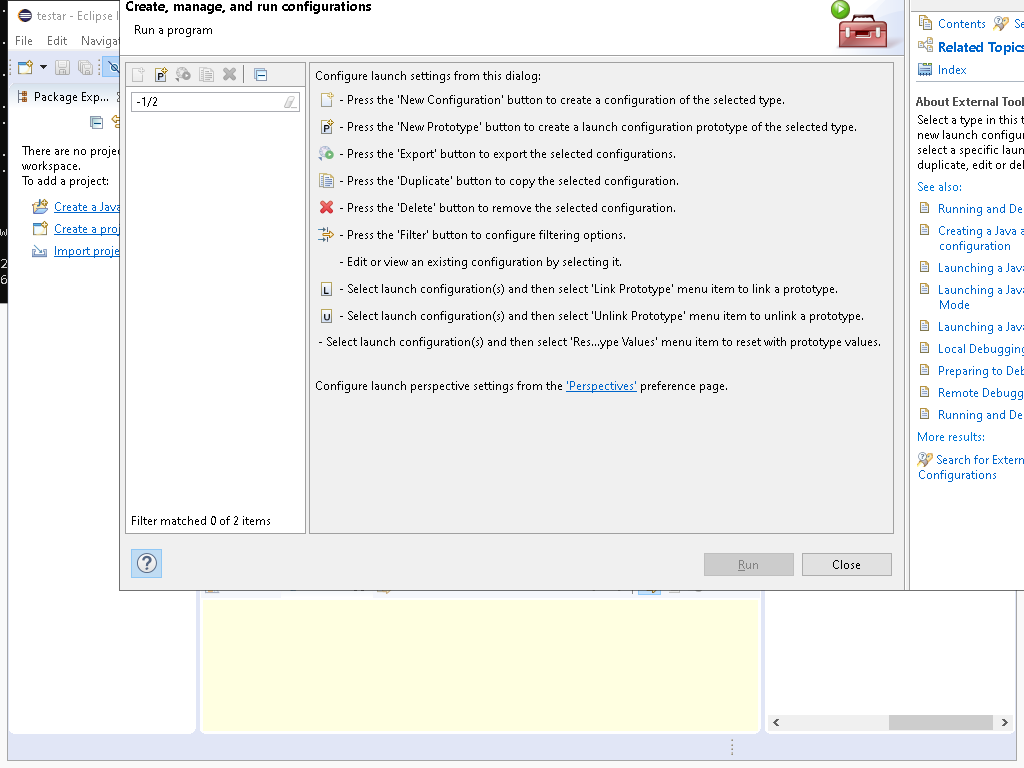 Create, manage, and run configurations
Run a program
testar - Eclipse I
File Edit Navigat
Package Exp...
There are no proje
workspace.
To add a project:
Create a Java
Create a proj
Import proje
-1/2
Filter matched 0 of 2 items
Configure launch settings from this dialog:
- Press the 'New Configuration' button to create a configuration of the selected type.
P - Press the 'New Prototype' button to create a launch configuration prototype of the selected type.
- Press the 'Export' button to export the selected configurations.
- Press the 'Duplicate' button to copy the selected configuration.
- Press the 'Delete' button to remove the selected configuration.
- Press the 'Filter' button to configure filtering options.
- Edit or view an existing configuration by selecting it.
L - Select launch configuration(s) and then select 'Link Prototype' menu item to link a prototype.
U - Select launch configuration(s) and then select 'Unlink Prototype' menu item to unlink a prototype.
- Select launch configuration(s) and then select 'Res...ype Values' menu item to reset with prototype values.
Configure launch perspective settings from the 'Perspectives' preference page.
?
Run
Close
Contents Se
Related Topics
Index
About External Tool
Select a type in this t
new launch configur
select a specific laun
duplicate, edit or del
See also:
Running and De
Creating a Java a
configuration
Launching a Java
Launching a Java
Mode
Launching a Java
Local Debugging
Preparing to Deb
Remote Debugg
Running and De
More results:
Search for Extern
Configurations